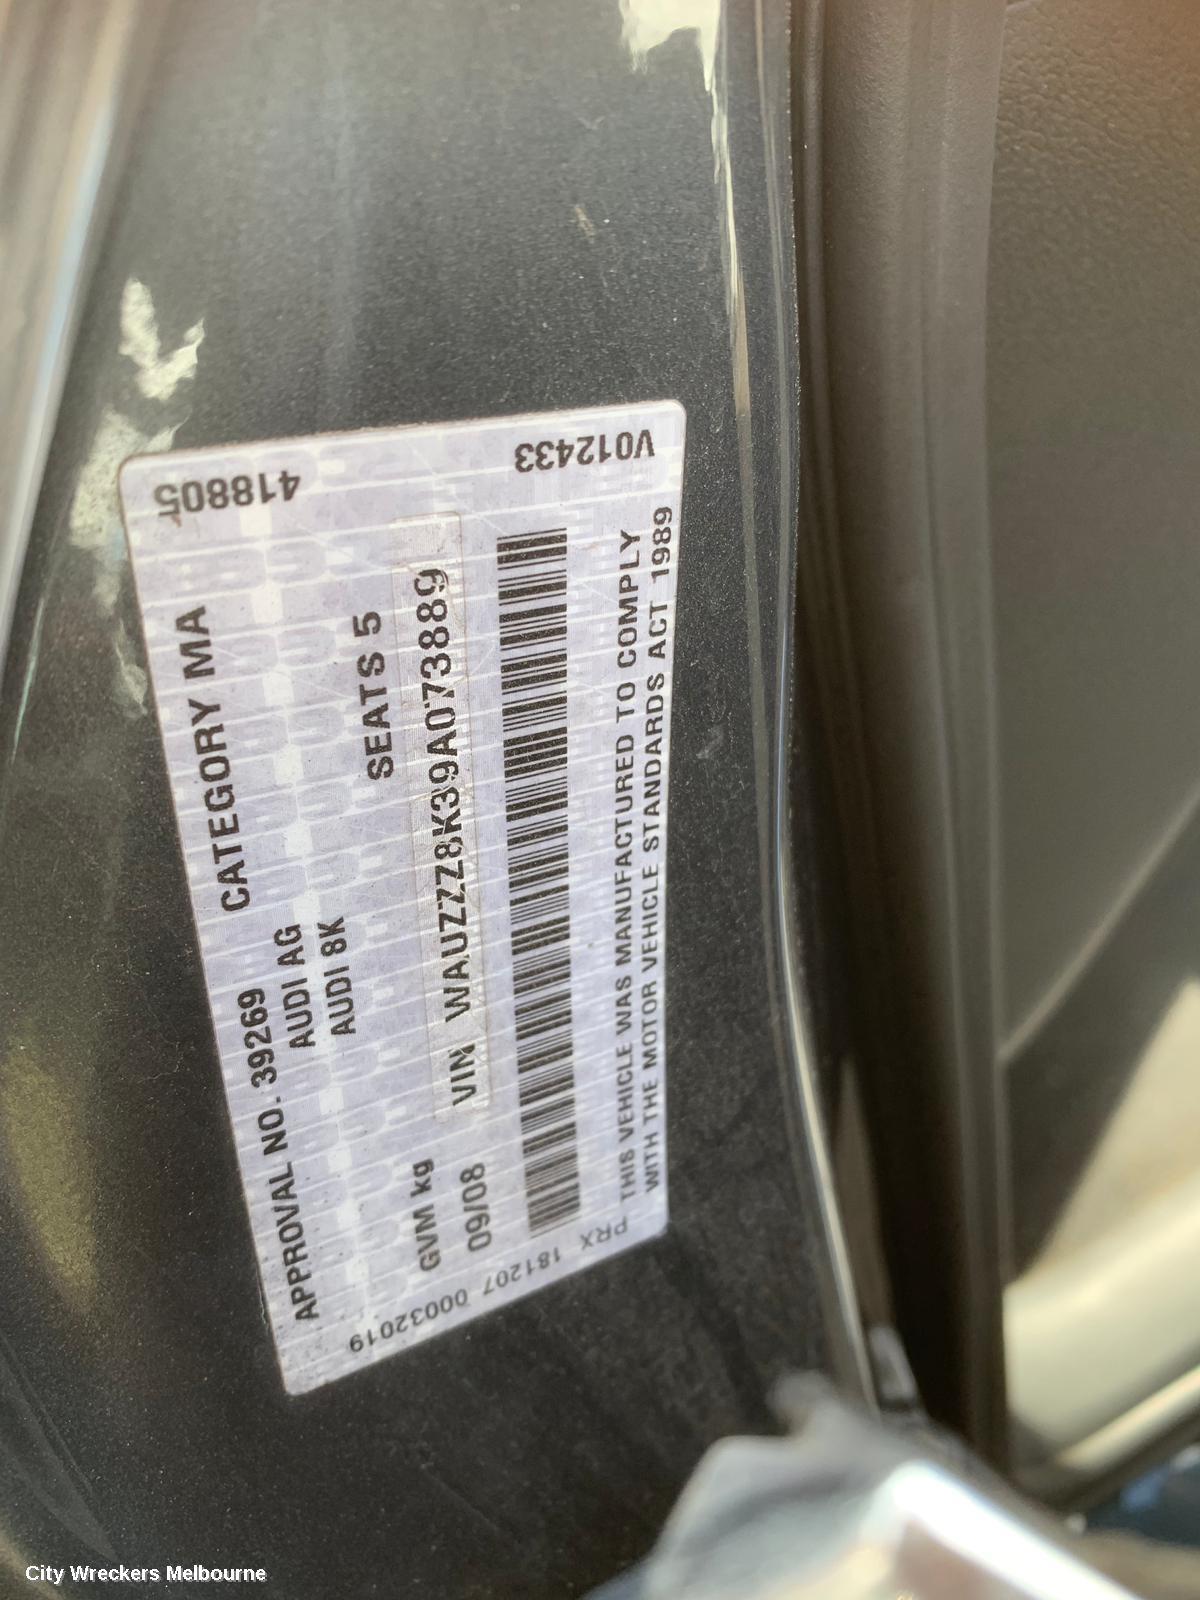 418805
V012433
APPROVAL NO. 39269 CATEGORY MA
AUDI AG
AUDI 8K
SEATS 5
GVM kg
09/08
VIN WAUZZZ8K39A073889
THIS VEHICLE WAS MANUFACTURED TO COMPLY
WITH THE MOTOR VEHICLE STANDARDS ACT 1989
PRX 181207 00032019
City Wreckers Melbourne